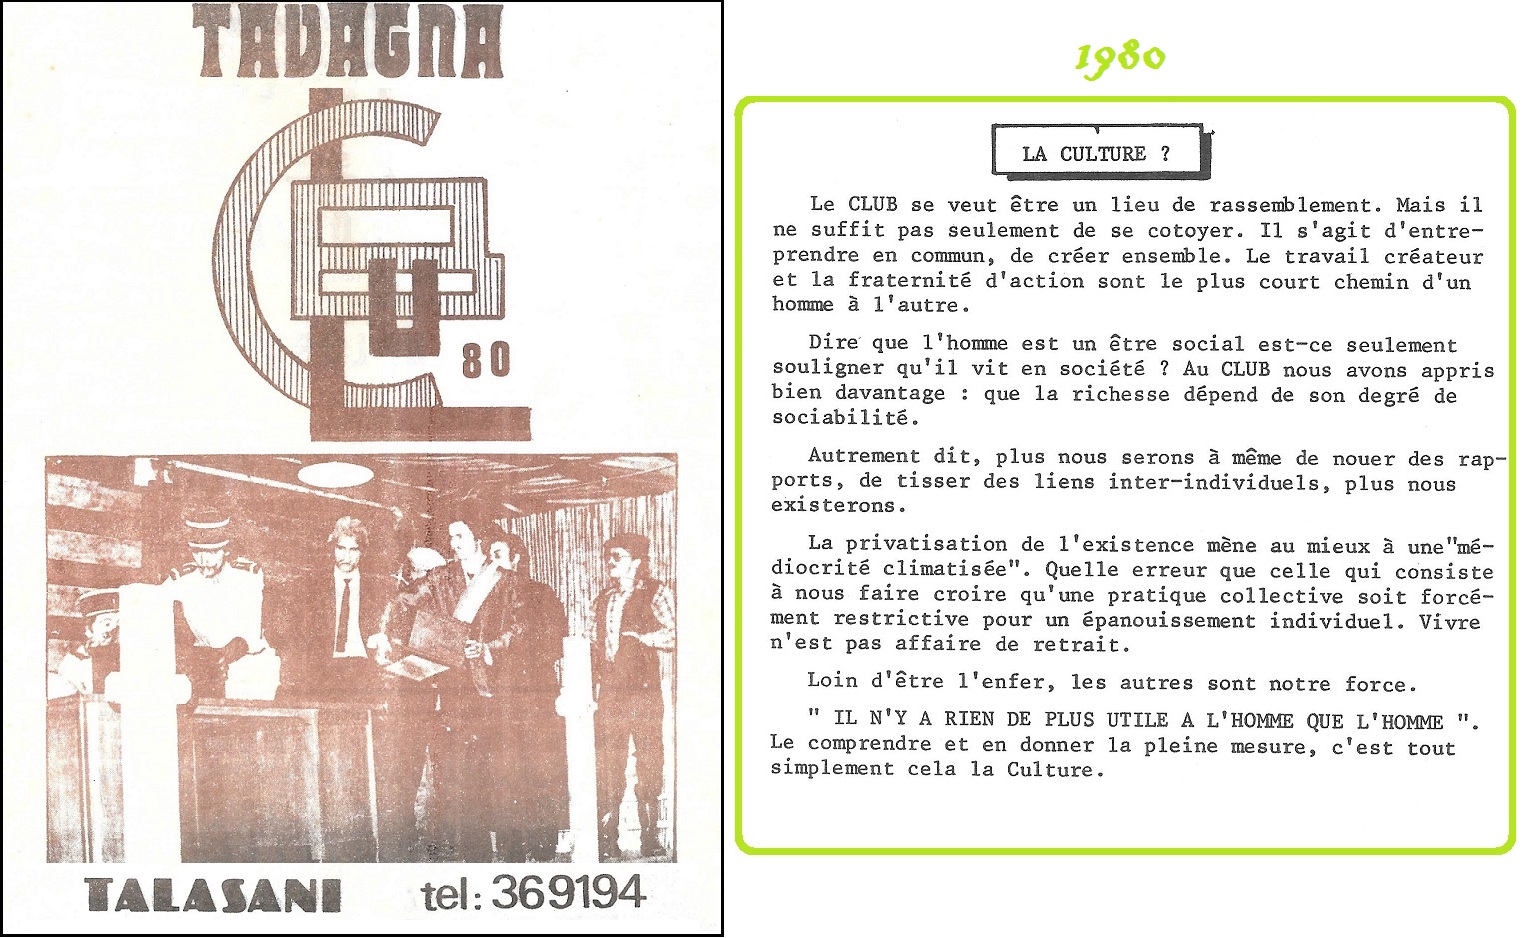 TAVAGNA
CLUB
80
TALASANI tel: 369194
1980
LA CULTURE ?
Le CLUB se veut être un lieu de rassemblement. Mais il
ne suffit pas seulement de se cotoyer. Il s'agit d'entre-
prendre en commun, de créer ensemble. Le travail créateur
et la fraternité d'action sont le plus court chemin d'un
homme à l'autre.
Dire que l'homme est un être social est-ce seulement
souligner qu'il vit en société ? Au CLUB nous avons appris
bien davantage : que la richesse dépend de son degré de
sociabilité.
Autrement dit, plus nous serons à même de nouer des rap-
ports, de tisser des liens inter-individuels, plus nous
existerons.
La privatisation de l'existence mène au mieux à une"mé-
diocrité climatisée". Quelle erreur que celle qui consiste
à nous faire croire qu'une pratique collective soit forcé-
ment restrictive pour un épanouissement individuel. Vivre
n'est pas affaire de retrait.
Loin d'être l'enfer, les autres sont notre force.
" IL N'Y A RIEN DE PLUS UTILE A L'HOMME QUE L'HOMME ".
Le comprendre et en donner la pleine mesure, c'est tout
simplement cela la Culture.